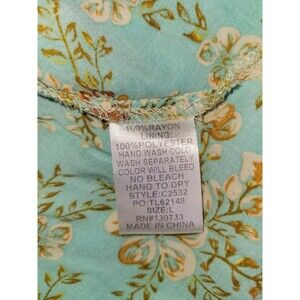 100%RAYON
LINING:
100%POLYESTER
HAND WASH COLD
WASH SEPARATELY
COLOR WILL BLEED
NO BLEACH
HANG TO DRY
STYLE:C2532
PO:TL62148
SIZE:L
RN#130733
MADE IN CHINA